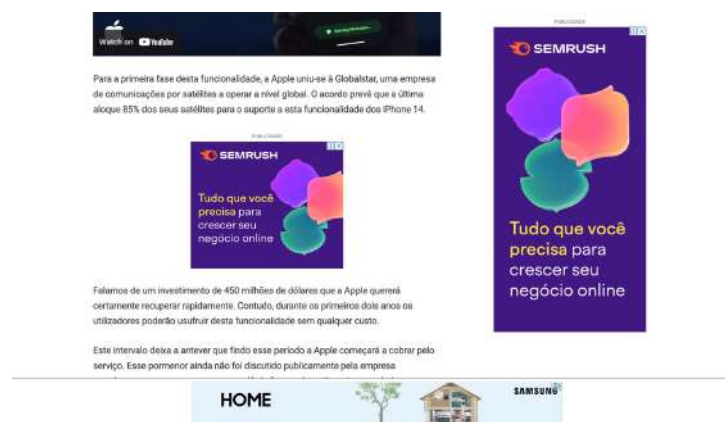 Watch on YouTube
PUBLICIDADE
SEMRUSH
Tudo que você
precisa para
crescer seu
negócio online
Para a primeira fase desta funcionalidade, a Apple uniu-se à Globalstar, uma empresa
de comunicações por satélites a operar a nível global. O acordo prevê que a última
aloque 85% dos seus satélites para o suporte a esta funcionalidade dos iPhone 14.
PUBLICIDADE
SEMRUSH
Tudo que você
precisa para
crescer seu
negócio online
Falamos de um investimento de 450 milhões de dólares que a Apple quererá
certamente recuperar rapidamente. Contudo, durante os primeiros dois anos os
utilizadores poderão usufruir desta funcionalidade sem qualquer custo.
Este intervalo deixa a antever que findo esse período a Apple começará a cobrar pelo
serviço. Esse pormenor ainda não foi discutido publicamente pela empresa
HOME
SAMSUNG